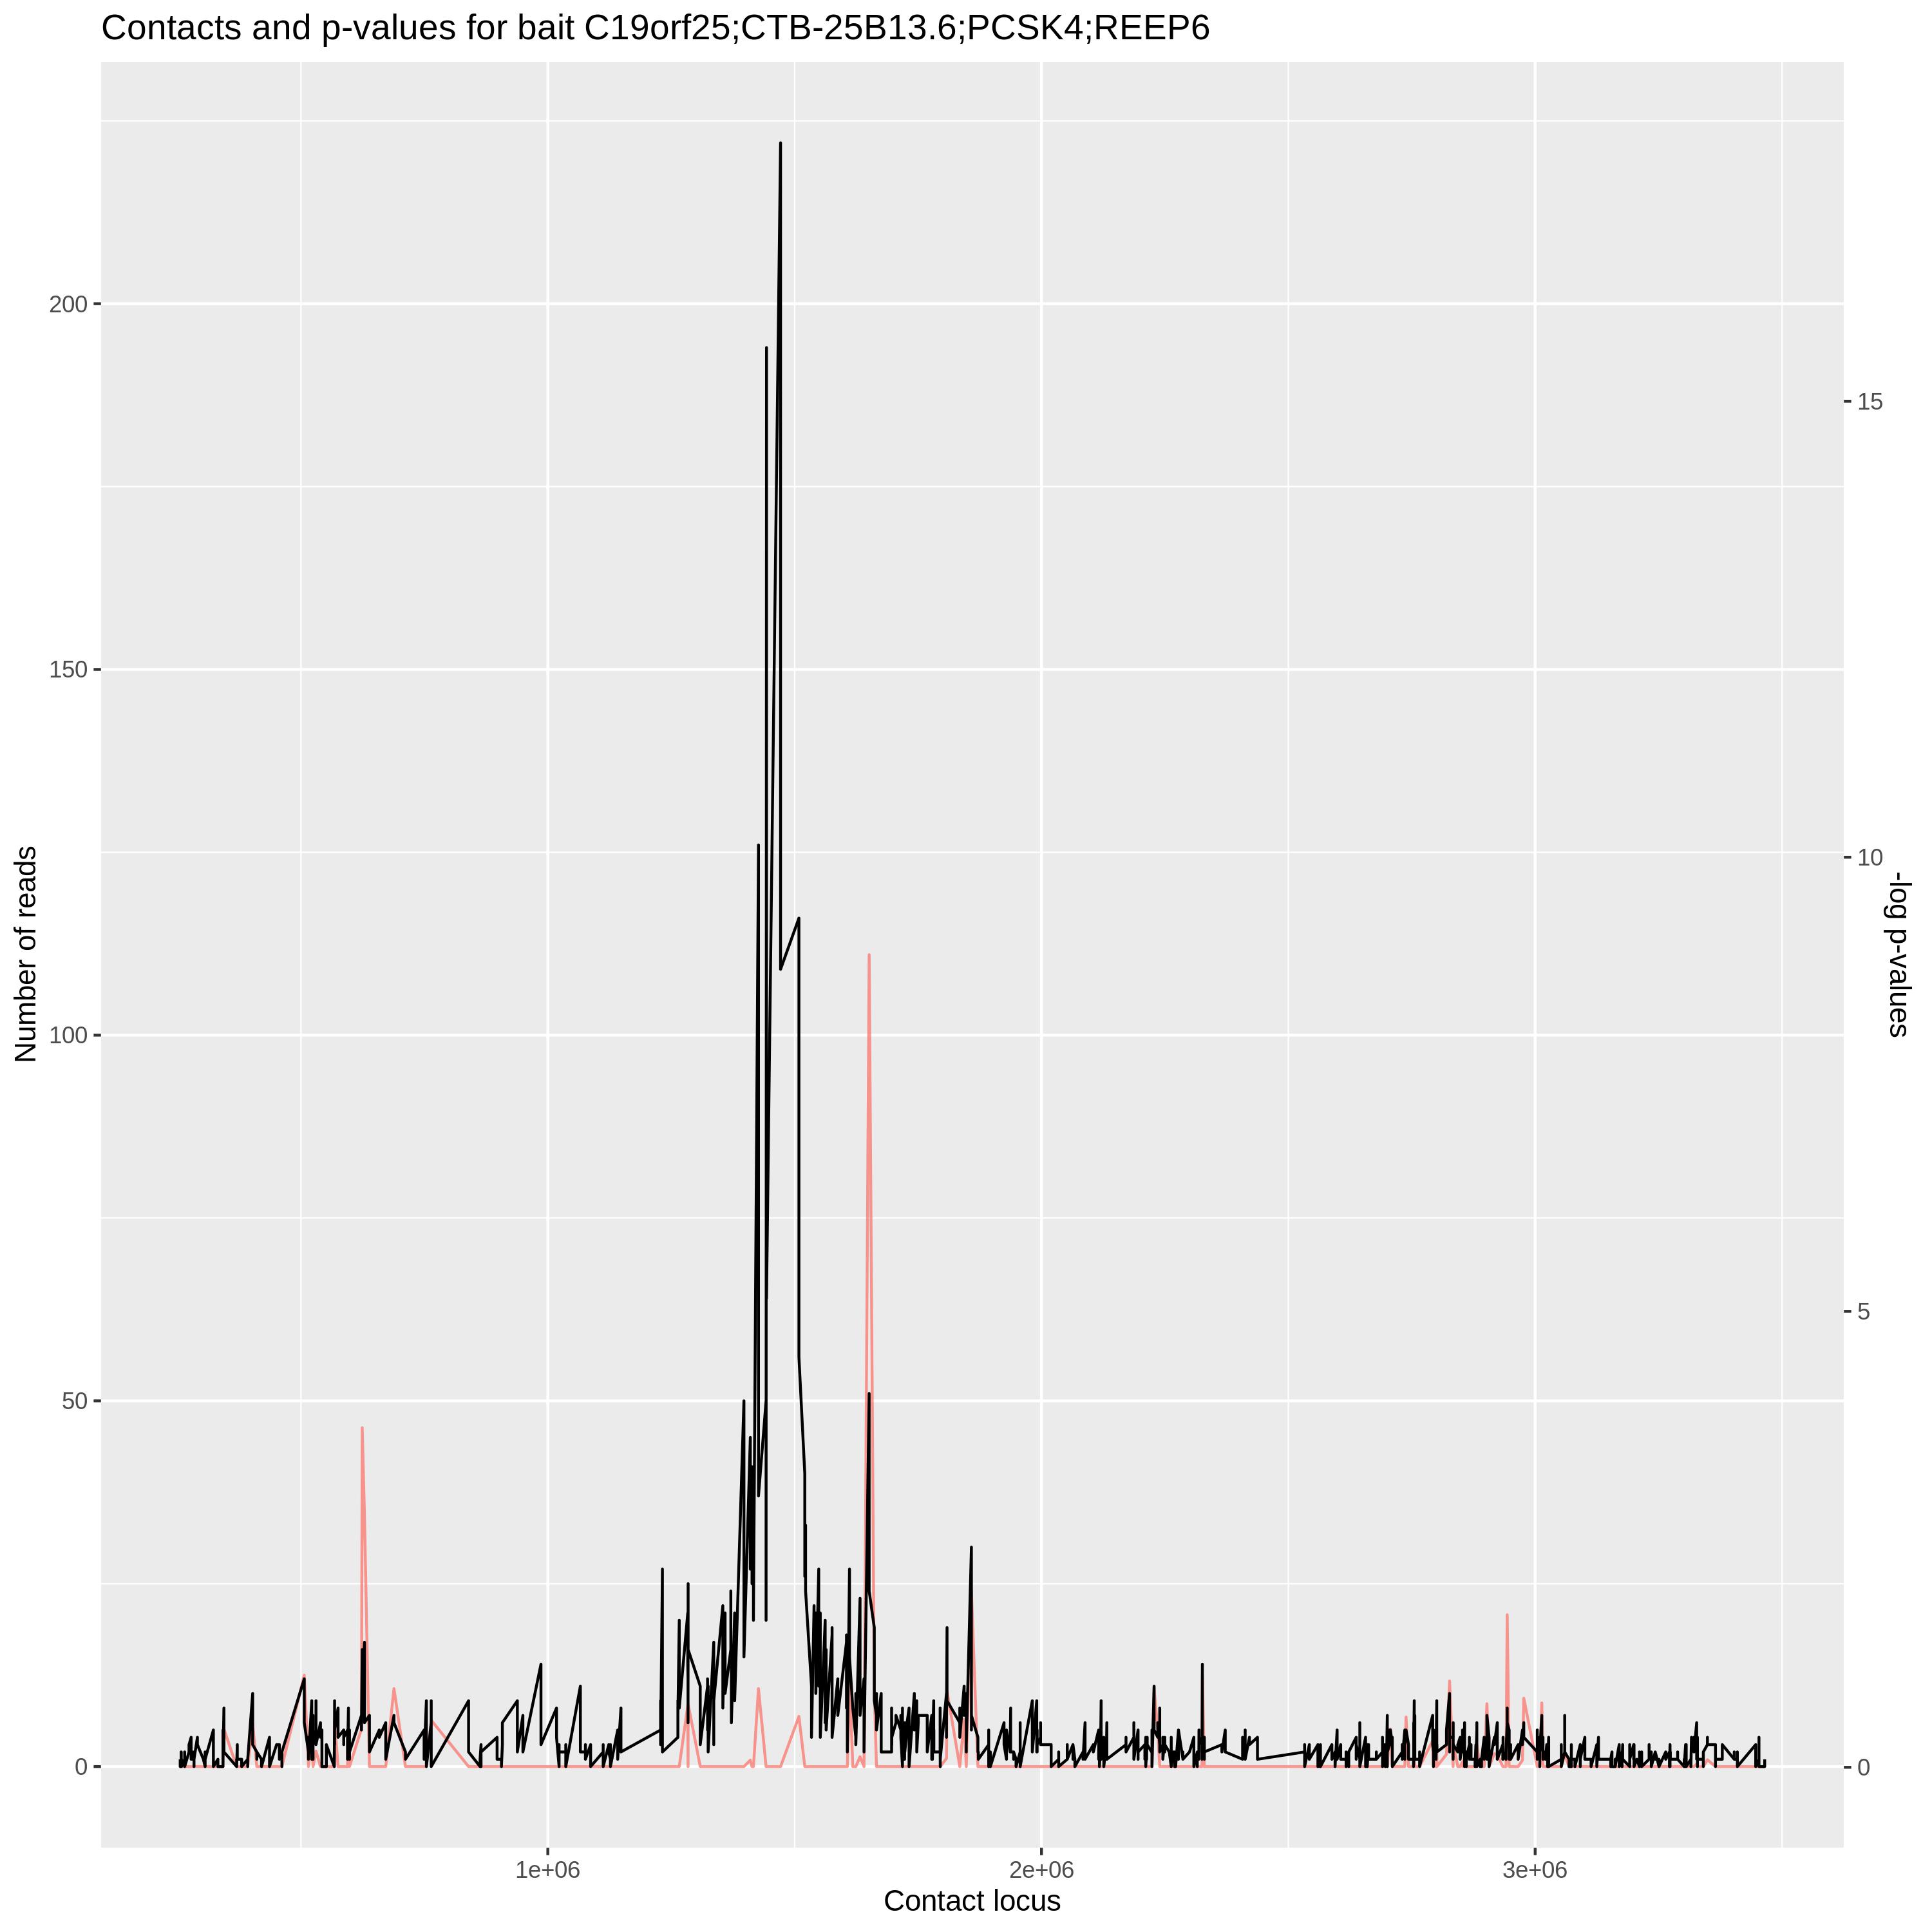 Contacts and p-values for bait C19orf25;CTB-25B13.6;PCSK4;REEP6
200
150
100
50
0
Number of reads
15
10
5
0
-log p-values
1e+06
2e+06
3e+06
Contact locus